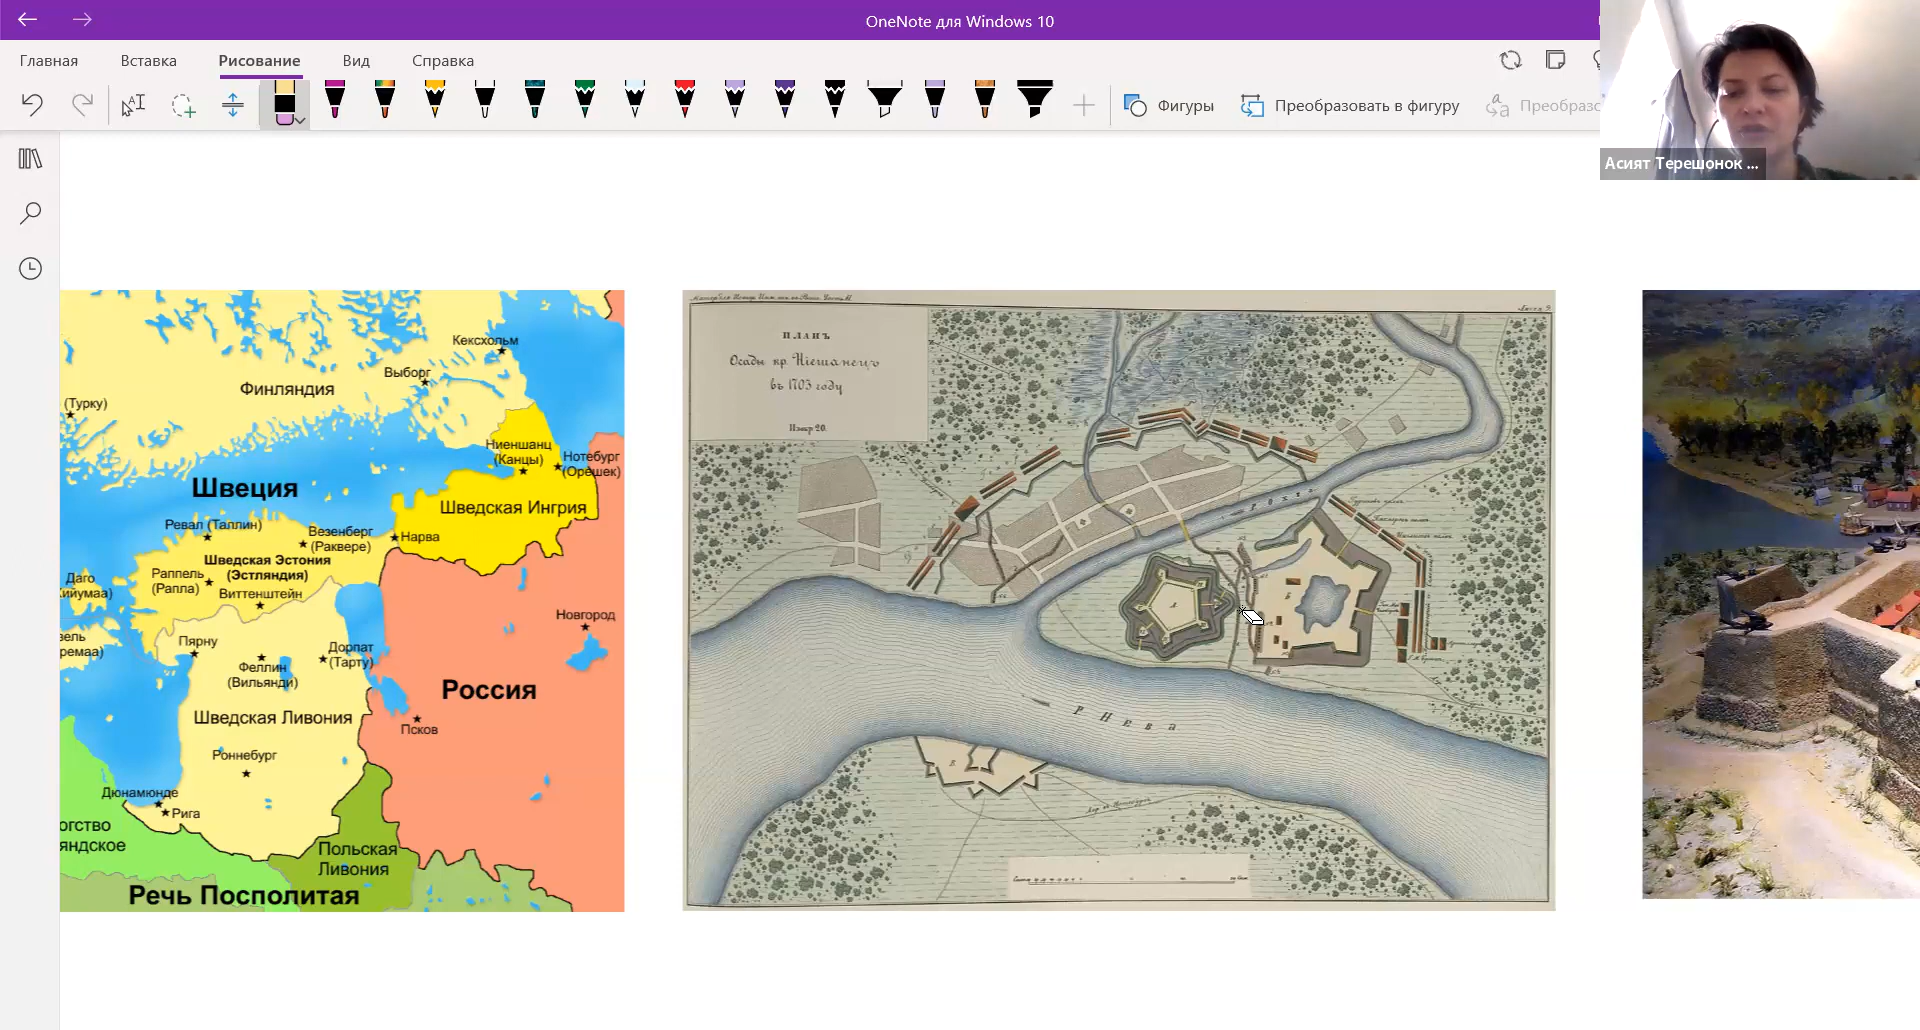 OneNote для Windows 10
Главная
Вставка
Рисование
Вид
Справка
Фигуры
Преобразовать в фигуру
Преобразо
Асият Терешонок ...
Кексхольм
Выборг
Финляндия
(Турку)
Ниеншанц
(Канцы)
Нотебург
(Орешек)
Швеция
Шведская Ингрия
Ревал (Таллин)
Везенберг
(Раквере)
Нарва
Шведская Эстония
(Эстляндия)
Раппель
(Рапла)
Даго
Виттенштейн
Новгород
Пярну
Дорпат
(Тарту)
Феллин
(Вильянди)
Россия
Шведская Ливония
Псков
Роннебург
Дюнамюнде
Рига
Польская
Ливония
Речь Посполитая
ПЛАНЪ
Осады кр. Ніешанецъ
въ 1703 году
Р Нева